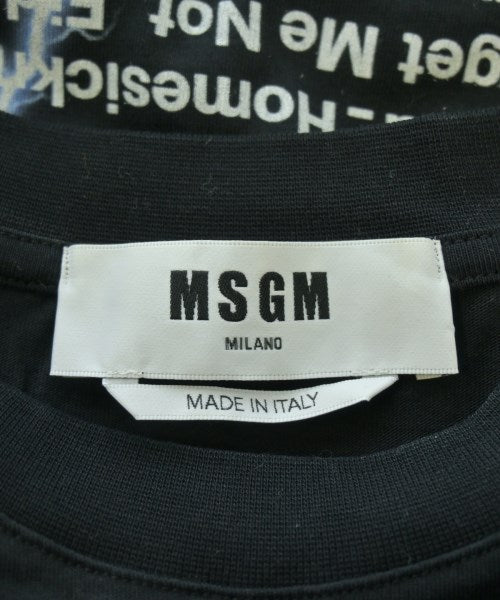 Homesick
get Me Not
MSGM
MILANO
MADE IN ITALY